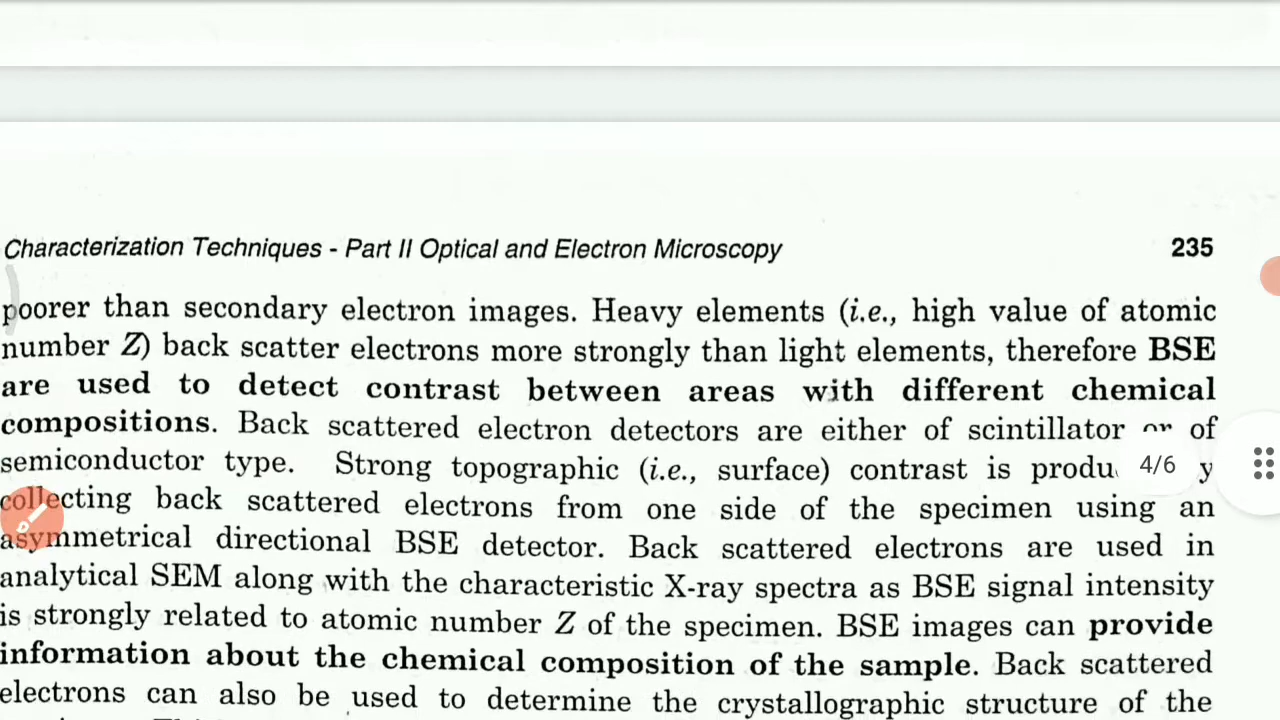 Characterization Techniques - Part II Optical and Electron Microscopy 235
poorer than secondary electron images. Heavy elements (i.e., high value of atomic
number Z) back scatter electrons more strongly than light elements, therefore BSE
are used to detect contrast between areas with different chemical
compositions. Back scattered electron detectors are either of scintillator or of
semiconductor type. Strong topographic (i.e., surface) contrast is produ y
4/6
collecting back scattered electrons from one side of the specimen using an
asymmetrical directional BSE detector. Back scattered electrons are used in
analytical SEM along with the characteristic X-ray spectra as BSE signal intensity
is strongly related to atomic number Z of the specimen. BSE images can provide
information about the chemical composition of the sample. Back scattered
electrons can also be used to determine the crystallographic structure of the